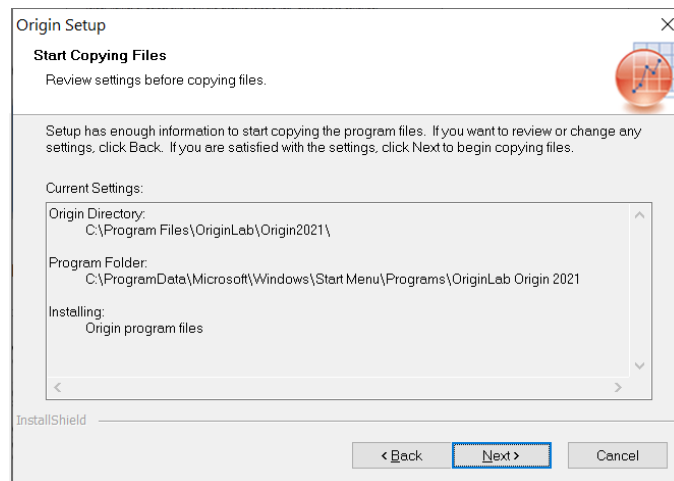 Origin Setup
Start Copying Files
Review settings before copying files.
Setup has enough information to start copying the program files. If you want to review or change any
settings, click Back. If you are satisfied with the settings, click Next to begin copying files.
Current Settings:
Origin Directory:
C:\Program Files\OriginLab\Origin2021\
Program Folder:
C:\ProgramData\Microsoft\Windows\Start Menu\Programs\OriginLab Origin 2021
Installing:
Origin program files
InstallShield
< Back
Next >
Cancel